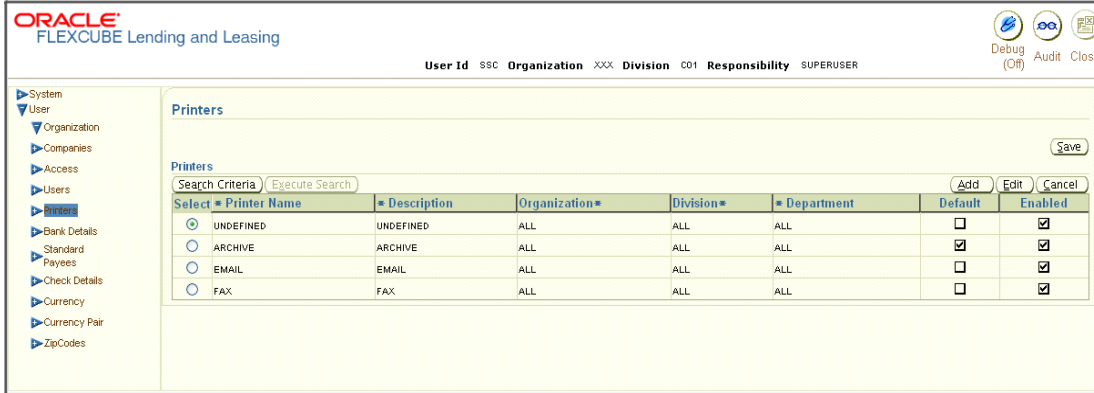 ORACLE
FLEXCUBE Lending and Leasing
Debug (Off)
Audit
Clos
User Id SSC Organization XXX Division C01 Responsibility SUPERUSER
System
User
Organization
Companies
Access
Users
Printers
Bank Details
Standard Payees
Check Details
Currency
Currency Pair
ZipCodes
Printers
Save
Printers
Search Criteria Execute Search Add Edit Cancel
Select * Printer Name * Description Organization* Division* * Department Default Enabled
UNDEFINED UNDEFINED ALL ALL ALL
ARCHIVE ARCHIVE ALL ALL ALL
EMAIL EMAIL ALL ALL ALL
FAX FAX ALL ALL ALL